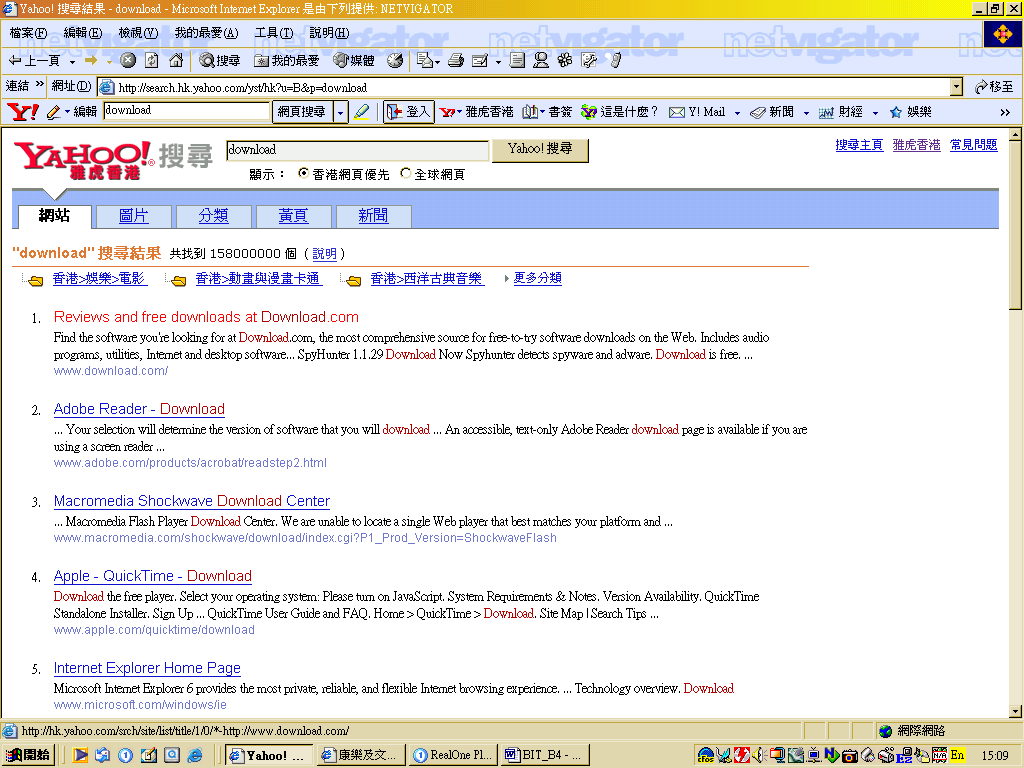 Yahoo! 搜尋結果 - download - Microsoft Internet Explorer 是由下列提供: NETVIGATOR
檔案(F) 編輯(E) 檢視(V) 我的最愛(A) 工具(T) 說明(H)
netvigator netvigator netvigator
上一頁 搜尋 我的最愛 媒體
連結 » 網址(D) http://search.hk.yahoo.com/yst/hk?u=B&p=download 移至
Y! 編輯 download 網頁搜尋 登入 雅虎香港 書簽 這是什麼? Y! Mail 新聞 財經 娛樂 »
YAHOO! 搜尋 download Yahoo! 搜尋 搜尋主頁 雅虎香港 常見問題
雅虎香港 顯示： 香港網頁優先 全球網頁
網站 圖片 分類 黃頁 新聞
"download" 搜尋結果 共找到 158000000 個 ( 說明 )
香港>娛樂>電影 香港>動畫與漫畫卡通 香港>西洋古典音樂 更多分類
1. Reviews and free downloads at Download.com
Find the software you're looking for at Download.com, the most comprehensive source for free-to-try software downloads on the Web. Includes audio
programs, utilities, Internet and desktop software... SpyHunter 1.1.29 Download Now Spyhunter detects spyware and adware. Download is free. ...
www.download.com/
2. Adobe Reader - Download
... Your selection will determine the version of software that you will download ... An accessible, text-only Adobe Reader download page is available if you are
using a screen reader ...
www.adobe.com/products/acrobat/readstep2.html
3. Macromedia Shockwave Download Center
... Macromedia Flash Player Download Center. We are unable to locate a single Web player that best matches your platform and ...
www.macromedia.com/shockwave/download/index.cgi?P1_Prod_Version=ShockwaveFlash
4. Apple - QuickTime - Download
Download the free player. Select your operating system: Please turn on JavaScript. System Requirements & Notes. Version Availability. QuickTime
Standalone Installer. Sign Up ... QuickTime User Guide and FAQ. Home > QuickTime > Download. Site Map | Search Tips ...
www.apple.com/quicktime/download
5. Internet Explorer Home Page
Microsoft Internet Explorer 6 provides the most private, reliable, and flexible Internet browsing experience. ... Technology overview. Download
www.microsoft.com/windows/ie
http://hk.yahoo.com/srch/site/list/title/1/0/*-http://www.download.com/ 網際網路
開始 Yahoo! ... 康樂及文... RealOne Pl... BIT_B4 - ... cFos En 15:09